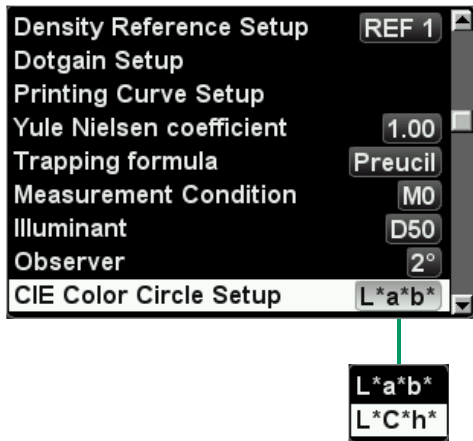 Density Reference Setup REF 1
Dotgain Setup
Printing Curve Setup
Yule Nielsen coefficient 1.00
Trapping formula Preucil
Measurement Condition M0
Illuminant D50
Observer 2°
CIE Color Circle Setup L*a*b*
L*a*b*
L*C*h*